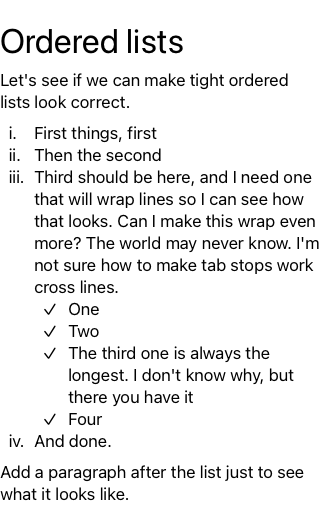 Ordered lists
Let's see if we can make tight ordered
lists look correct.
i. First things, first
ii. Then the second
iii. Third should be here, and I need one
that will wrap lines so I can see how
that looks. Can I make this wrap even
more? The world may never know. I'm
not sure how to make tab stops work
cross lines.
✓ One
✓ Two
✓ The third one is always the
longest. I don't know why, but
there you have it
✓ Four
iv. And done.
Add a paragraph after the list just to see
what it looks like.